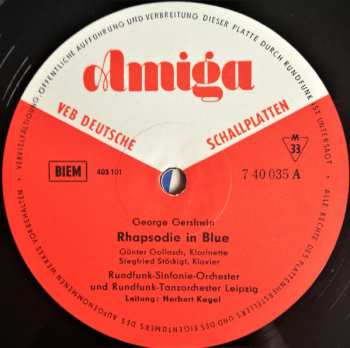 ALLE RECHTE DES PLATTENHERSTELLERS UND DES EIGENTÜMERS DES AUFGENOMMENEN WERKES VORBEHALTEN · VERVIELFÄLTIGUNG, ÖFFENTLICHE AUFFÜHRUNG UND VERBREITUNG DIESER PLATTE DURCH RUNDFUNK IST UNTERSAGT
Amiga
VEB DEUTSCHE SCHALLPLATTEN
M
33
BIEM
403 101
7 40 035 A
George Gershwin
Rhapsodie in Blue
Günter Gollasch, Klarinette
Siegfried Stöckigt, Klavier
Rundfunk-Sinfonie-Orchester
und Rundfunk-Tanzorchester Leipzig
Leitung: Herbert Kegel